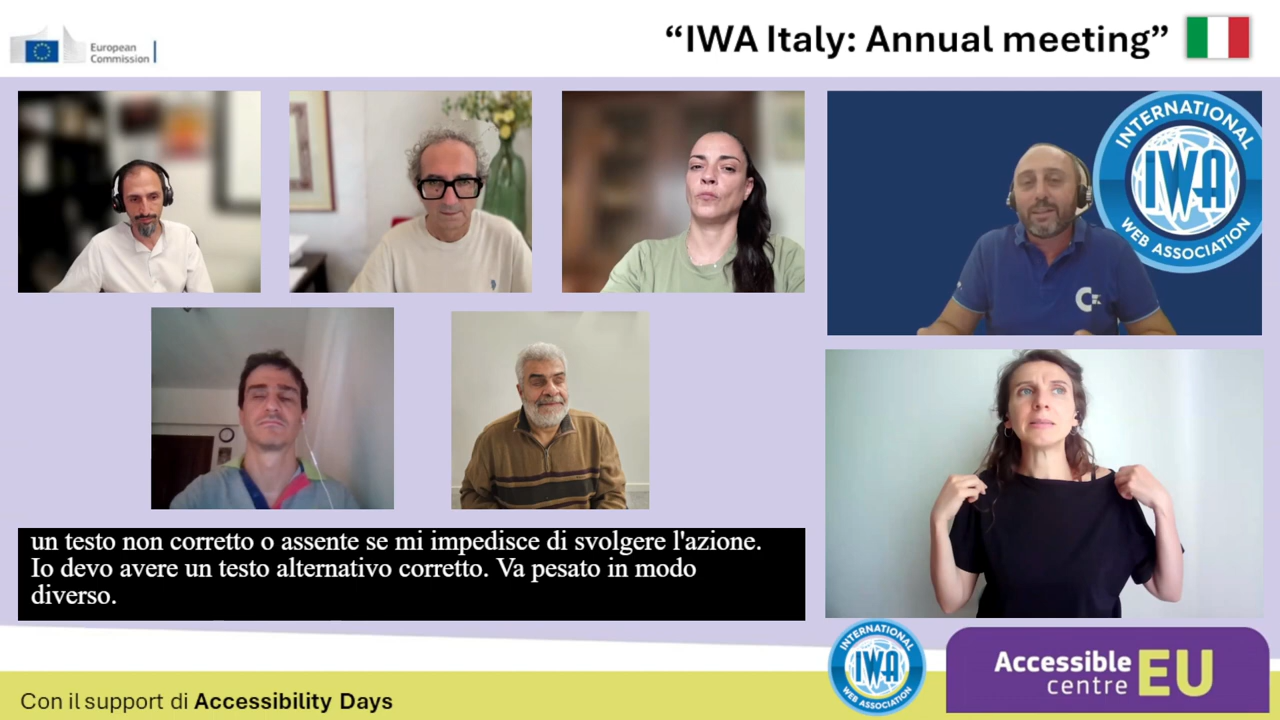 European
Commission
“IWA Italy: Annual meeting”
INTERNATIONAL
IWA
WEB ASSOCIATION
un testo non corretto o assente se mi impedisce di svolgere l'azione.
Io devo avere un testo alternativo corretto. Va pesato in modo
diverso.
INTERNATIONAL
IWA
WEB ASSOCIATION
Accessible
centre
EU
Con il support di Accessibility Days